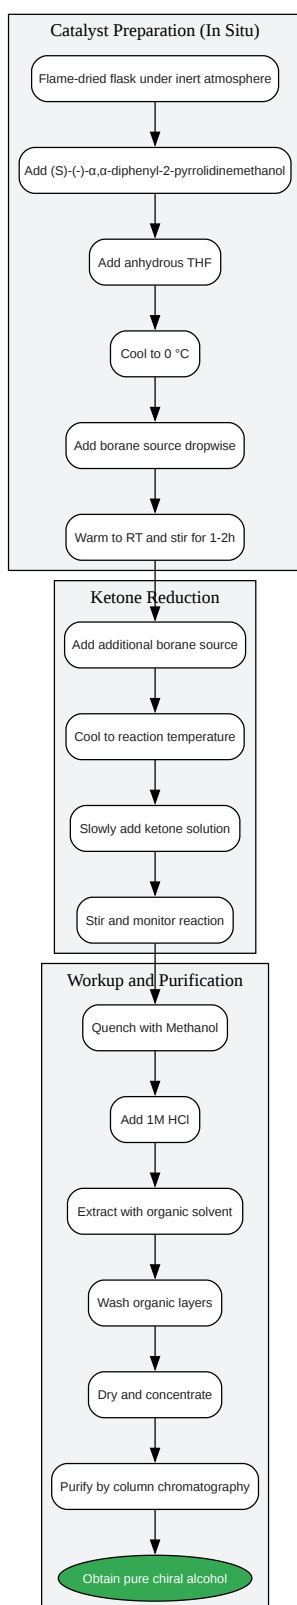 Catalyst Preparation (In Situ)
Flame-dried flask under inert atmosphere
Add (S)-(-)-α,α-diphenyl-2-pyrrolidinemethanol
Add anhydrous THF
Cool to 0 °C
Add borane source dropwise
Warm to RT and stir for 1-2h
Ketone Reduction
Add additional borane source
Cool to reaction temperature
Slowly add ketone solution
Stir and monitor reaction
Workup and Purification
Quench with Methanol
Add 1M HCl
Extract with organic solvent
Wash organic layers
Dry and concentrate
Purify by column chromatography
Obtain pure chiral alcohol